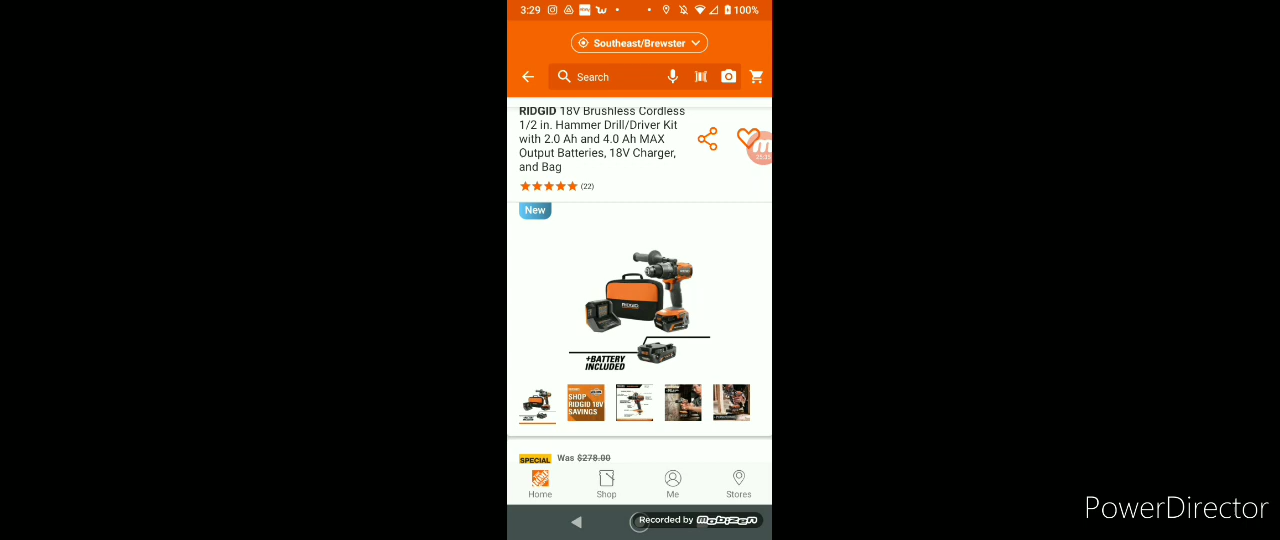 3:29
100%
Southeast/Brewster
Search
RIDGID 18V Brushless Cordless
1/2 in. Hammer Drill/Driver Kit
with 2.0 Ah and 4.0 Ah MAX
Output Batteries, 18V Charger,
and Bag
(22)
New
RIDGID
+BATTERY
INCLUDED
SHOP
RIDGID 18V
SAVINGS
SPECIAL Was $278.00
Home Shop Me Stores
Recorded by mobizen
PowerDirector